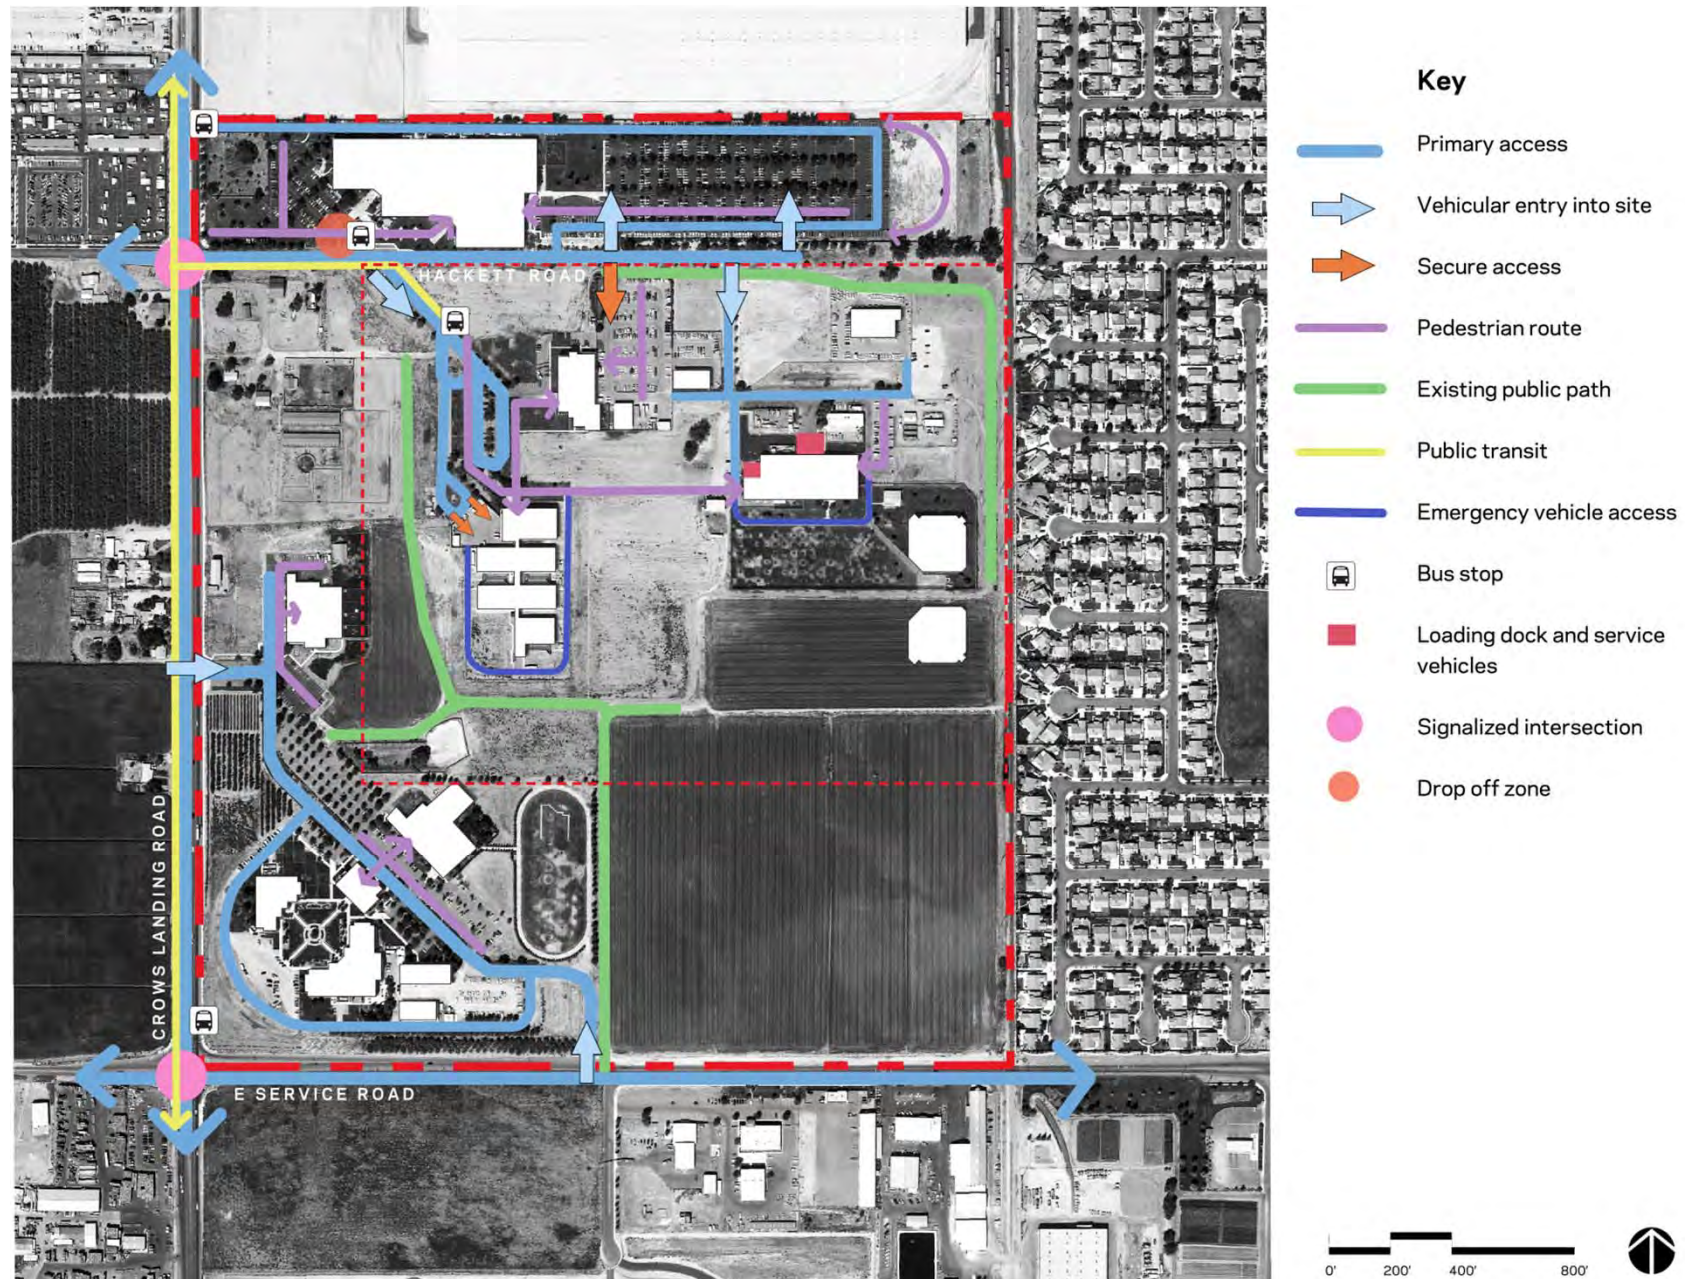 Key
Primary access
Vehicular entry into site
Secure access
Pedestrian route
Existing public path
Public transit
Emergency vehicle access
Bus stop
Loading dock and service
vehicles
Signalized intersection
Drop off zone
HACKETT ROAD
CROWS LANDING ROAD
E SERVICE ROAD
0' 200' 400' 800'